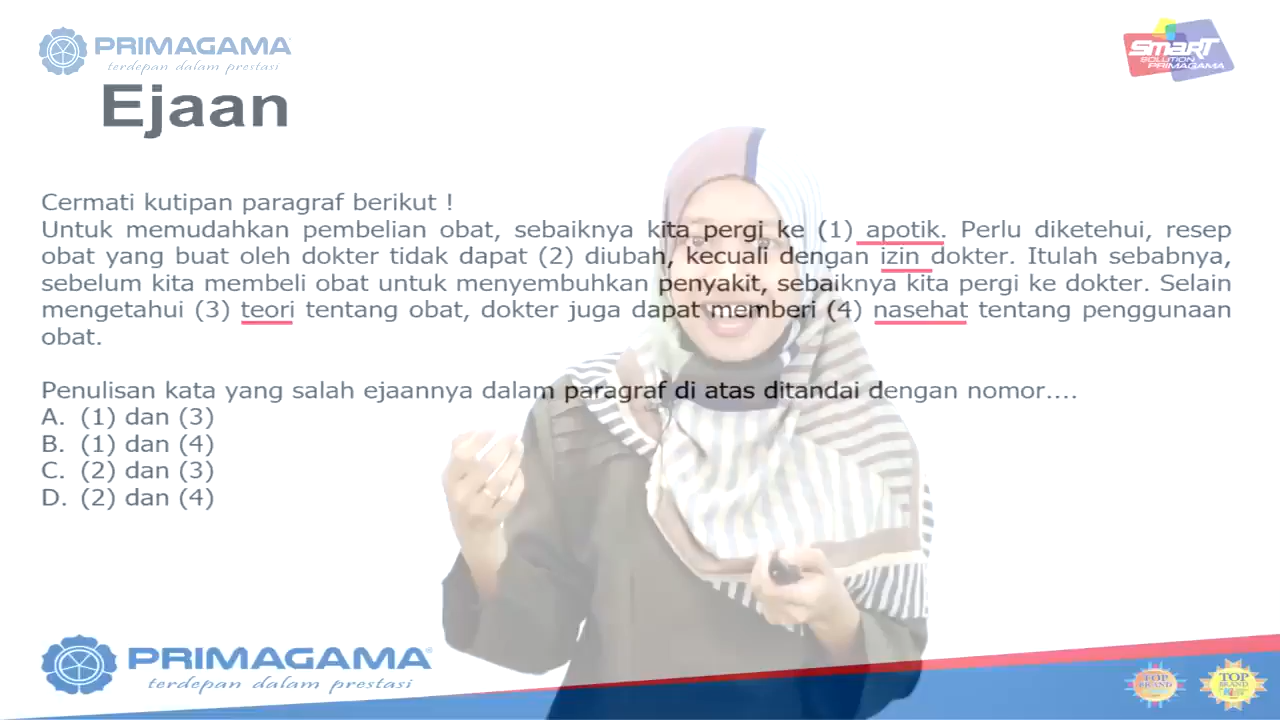 PRIMAGAMA
terdepan dalam prestasi
SMART
SOLUTION
PRIMAGAMA
Ejaan
Cermati kutipan paragraf berikut !
Untuk memudahkan pembelian obat, sebaiknya kita pergi ke (1) apotik. Perlu diketehui, resep
obat yang buat oleh dokter tidak dapat (2) diubah, kecuali dengan izin dokter. Itulah sebabnya,
sebelum kita membeli obat untuk menyembuhkan penyakit, sebaiknya kita pergi ke dokter. Selain
mengetahui (3) teori tentang obat, dokter juga dapat memberi (4) nasehat tentang penggunaan
obat.
Penulisan kata yang salah ejaannya dalam paragraf di atas ditandai dengan nomor....
A. (1) dan (3)
B. (1) dan (4)
C. (2) dan (3)
D. (2) dan (4)
PRIMAGAMA
terdepan dalam prestasi
TOP
BRAND
TOP
BRAND